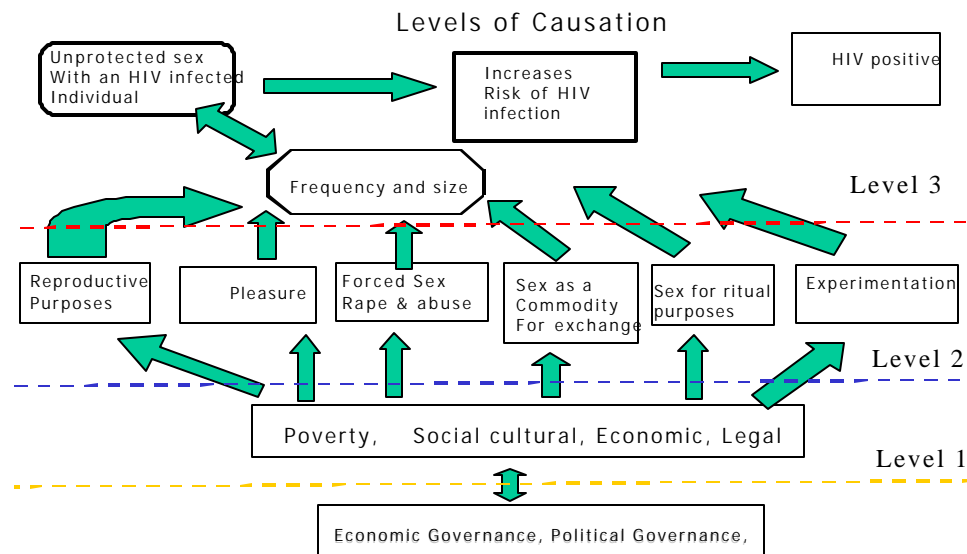 Levels of Causation
Unprotected sex
With an HIV infected
Individual
Increases
Risk of HIV
infection
HIV positive
Frequency and size
Level 3
Reproductive
Purposes
Pleasure
Forced Sex
Rape & abuse
Sex as a
Commodity
For exchange
Sex for ritual
purposes
Experimentation
Level 2
Poverty, Social cultural, Economic, Legal
Level 1
Economic Governance, Political Governance,